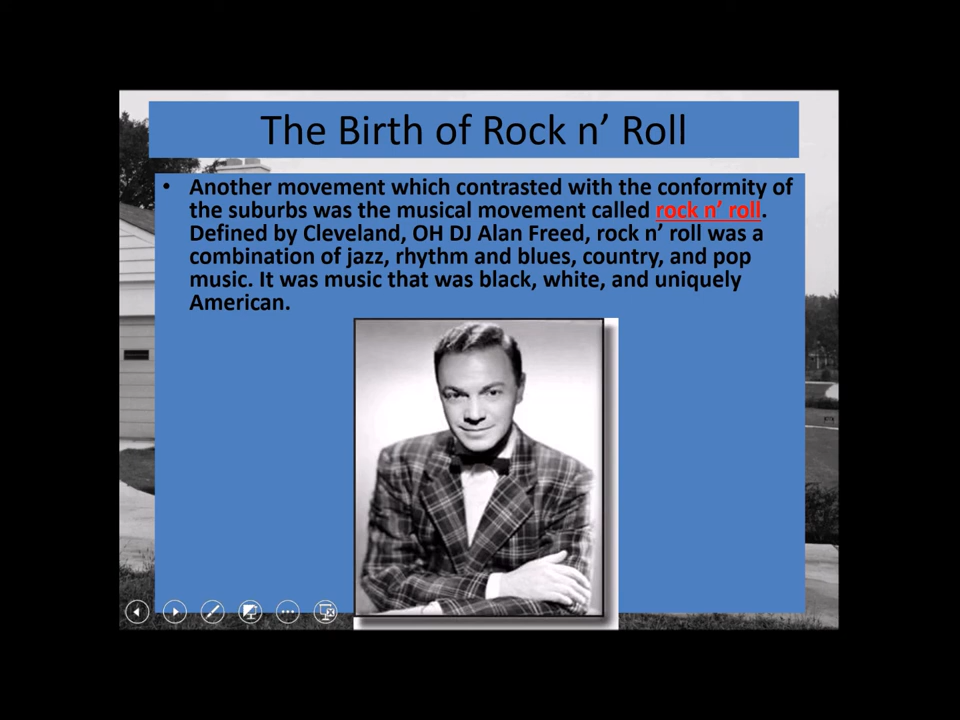 The Birth of Rock n’ Roll
• Another movement which contrasted with the conformity of
the suburbs was the musical movement called rock n’ roll.
Defined by Cleveland, OH DJ Alan Freed, rock n’ roll was a
combination of jazz, rhythm and blues, country, and pop
music. It was music that was black, white, and uniquely
American.